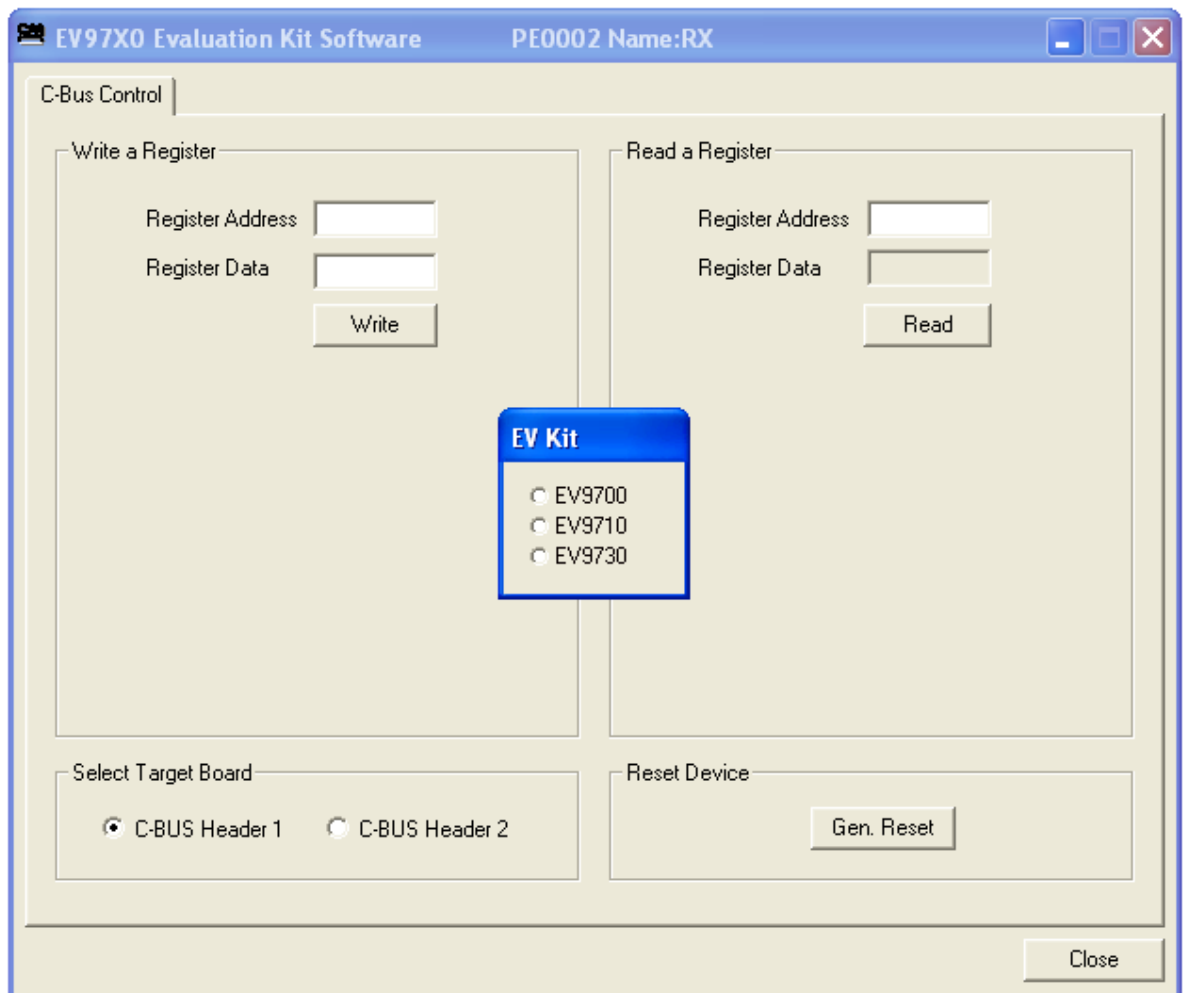 EV97X0 Evaluation Kit Software PE0002 Name:RX
C-Bus Control
Write a Register
Register Address
Register Data
Write
Read a Register
Register Address
Register Data
Read
EV Kit
EV9700
EV9710
EV9730
Select Target Board
C-BUS Header 1 C-BUS Header 2
Reset Device
Gen. Reset
Close